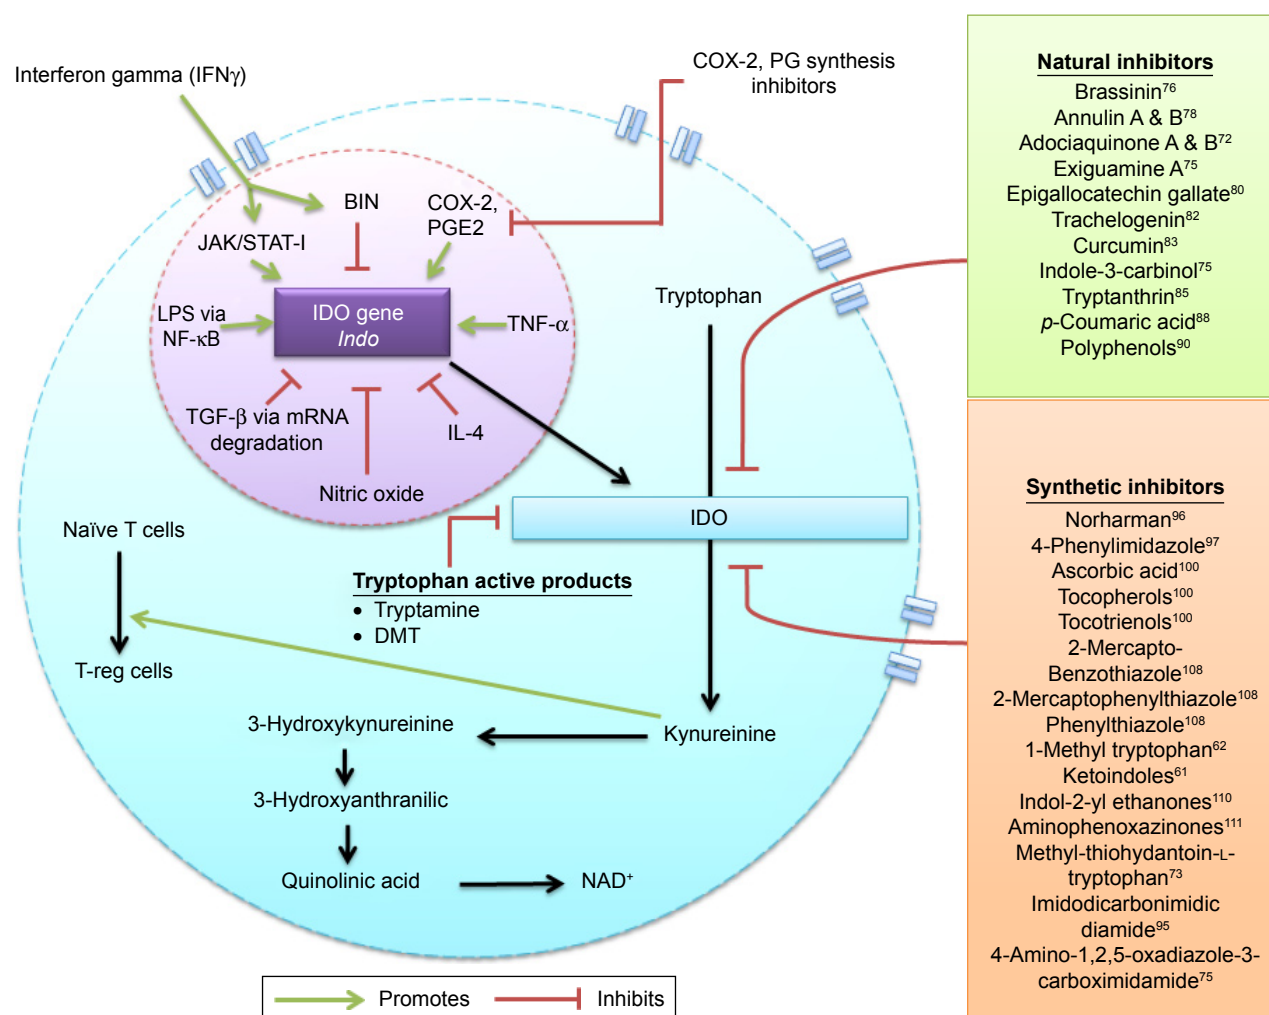 Interferon gamma (IFNγ)
COX-2, PG synthesis
inhibitors
BIN
COX-2,
PGE2
JAK/STAT-I
LPS via
NF-κB
IDO gene
Indo
TNF-α
TGF-β via mRNA
degradation
IL-4
Nitric oxide
Tryptophan
IDO
Naïve T cells
T-reg cells
Tryptophan active products
• Tryptamine
• DMT
3-Hydroxykynureinine
Kynureinine
3-Hydroxyanthranilic
Quinolinic acid
NAD⁺
Promotes
Inhibits
Natural inhibitors
Brassinin⁷⁶
Annulin A & B⁷⁸
Adociaquinone A & B⁷²
Exiguamine A⁷⁵
Epigallocatechin gallate⁸⁰
Trachelogenin⁸²
Curcumin⁸³
Indole-3-carbinol⁷⁵
Tryptanthrin⁸⁵
p-Coumaric acid⁸⁸
Polyphenols⁹⁰
Synthetic inhibitors
Norharman⁹⁶
4-Phenylimidazole⁹⁷
Ascorbic acid¹⁰⁰
Tocopherols¹⁰⁰
Tocotrienols¹⁰⁰
2-Mercapto-
Benzothiazole¹⁰⁸
2-Mercaptophenylthiazole¹⁰⁸
Phenylthiazole¹⁰⁸
1-Methyl tryptophan⁶²
Ketoindoles⁶¹
Indol-2-yl ethanones¹¹⁰
Aminophenoxazinones¹¹¹
Methyl-thiohydantoin-L-
tryptophan⁷³
Imidodicarbonimidic
diamide⁹⁵
4-Amino-1,2,5-oxadiazole-3-
carboximidamide⁷⁵